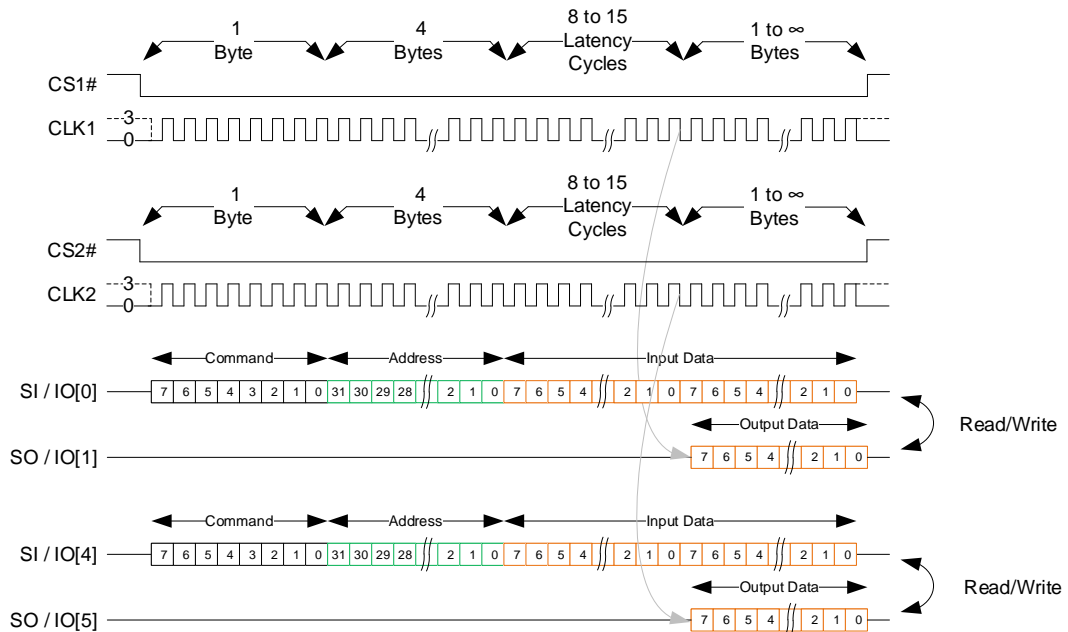 1 Byte 4 Bytes 8 to 15 Latency Cycles 1 to ∞ Bytes
CS1#
CLK1 3 0
1 Byte 4 Bytes 8 to 15 Latency Cycles 1 to ∞ Bytes
CS2#
CLK2 3 0
Command Address Input Data
SI / IO[0] 7 6 5 4 3 2 1 0 31 30 29 28 2 1 0 7 6 5 4 2 1 0 7 6 5 4 2 1 0
Output Data Read/Write
SO / IO[1] 7 6 5 4 2 1 0
Command Address Input Data
SI / IO[4] 7 6 5 4 3 2 1 0 31 30 29 28 2 1 0 7 6 5 4 2 1 0 7 6 5 4 2 1 0
Output Data Read/Write
SO / IO[5] 7 6 5 4 2 1 0